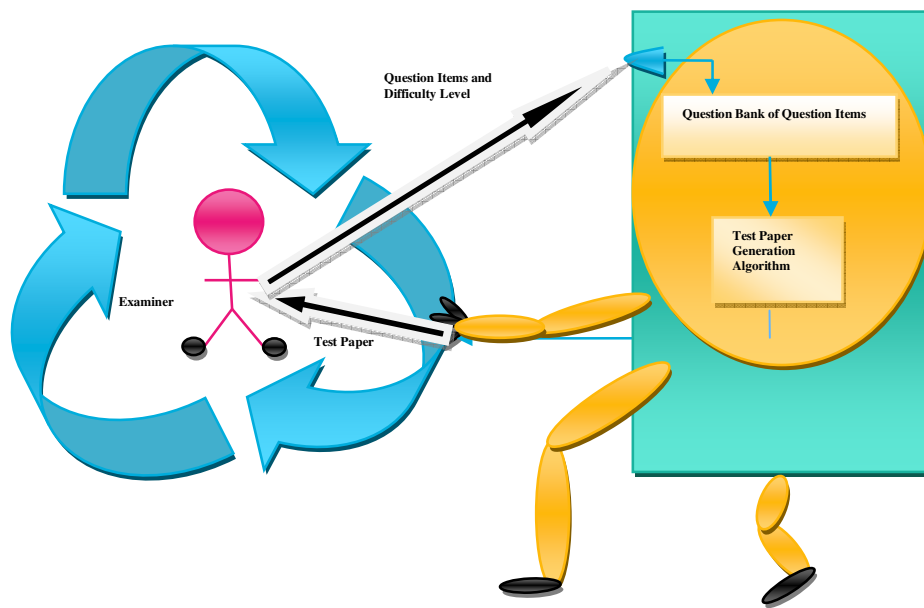 Question Items and
Difficulty Level
Question Bank of Question Items
Test Paper
Generation
Algorithm
Examiner
Test Paper